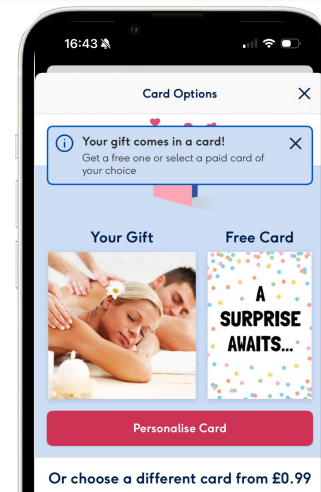 16:43
Card Options
Your gift comes in a card!
Get a free one or select a paid card of
your choice
Your Gift
Free Card
A
SURPRISE
AWAITS...
Personalise Card
Or choose a different card from £0.99